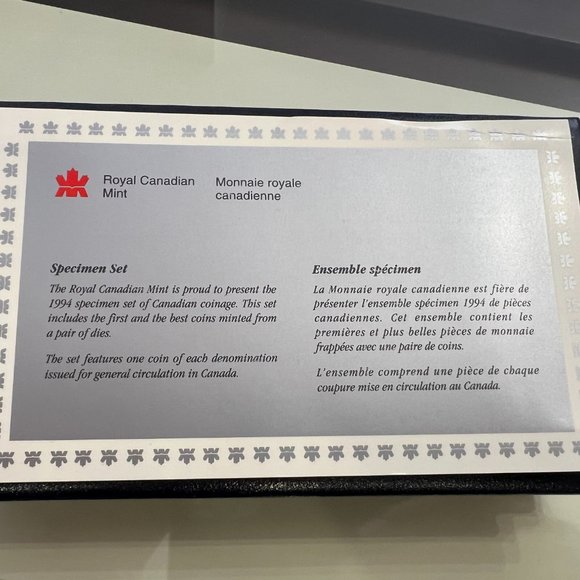 Royal Canadian
Mint
Monnaie royale
canadienne
Specimen Set
The Royal Canadian Mint is proud to present the
1994 specimen set of Canadian coinage. This set
includes the first and the best coins minted from
a pair of dies.
The set features one coin of each denomination
issued for general circulation in Canada.
Ensemble spécimen
La Monnaie royale canadienne est fière de
présenter l'ensemble spécimen 1994 de pièces
canadiennes. Cet ensemble contient les
premières et plus belles pièces de monnaie
frappées avec une paire de coins.
L'ensemble comprend une pièce de chaque
coupure mise en circulation au Canada.